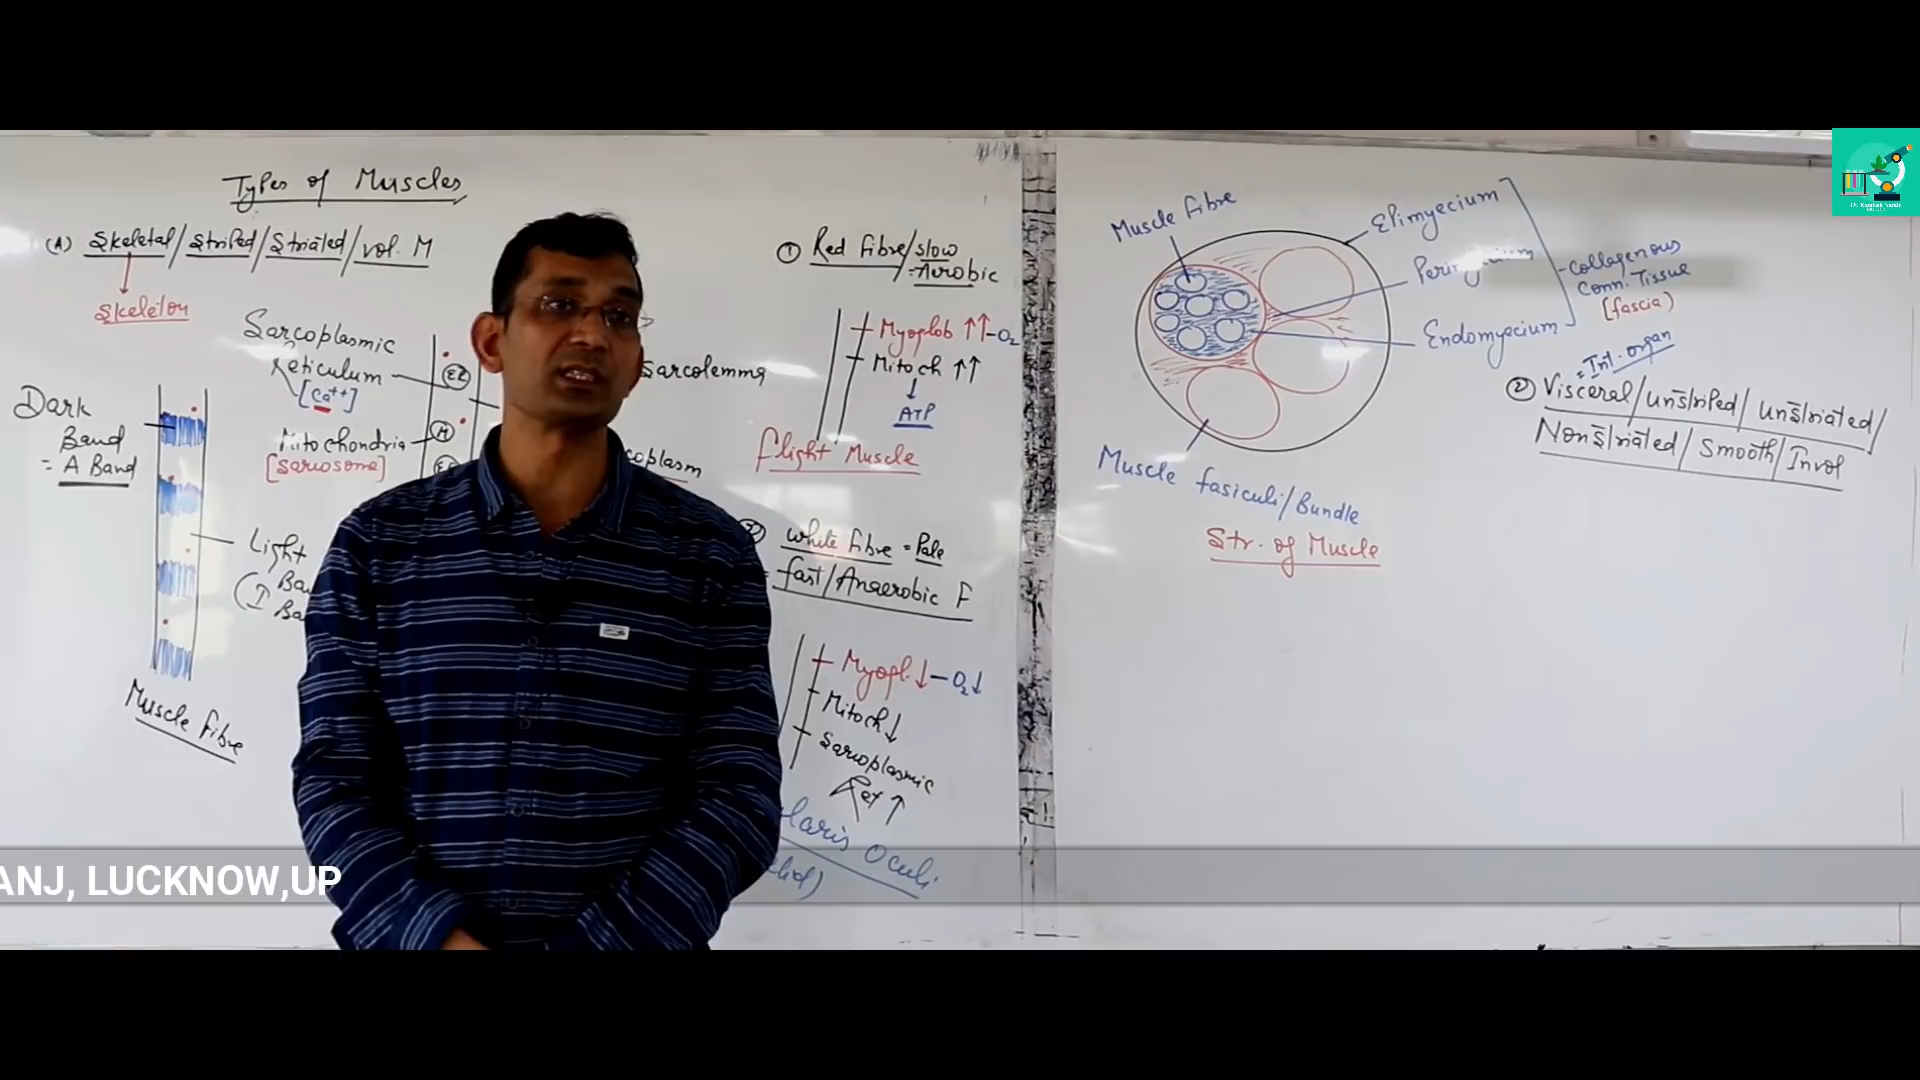 Types of Muscles
(A) Skeletal/Striped/Striated/vol. M
Skeleton
Sarcoplasmic
Reticulum
[Ca++]
Mitochondria
[Sarcosome]
M
Sarcolemma
Dark
Band
= A Band
Light
Muscle Fibre
① Red Fibre/slow
=Aerobic
Myoglob ↑↑-O₂
Mitoch ↑↑
ATP
Flight Muscle
white Fibre = Pale
= fast/Anaerobic F
Myogl. ↓ - O₂↓
Mitoch ↓
Sarcoplasmic
Ret ↑
Oculi
Muscle Fibre
Epimyecium
Endomyecium
-Collagenous
Conn. Tissue
[fascia]
Muscle fasiculi/Bundle
Str. of Muscle
= Int. organ
② Visceral/unstriped/unstriated/
Nonstriated/Smooth/Invol
ANJ, LUCKNOW,UP